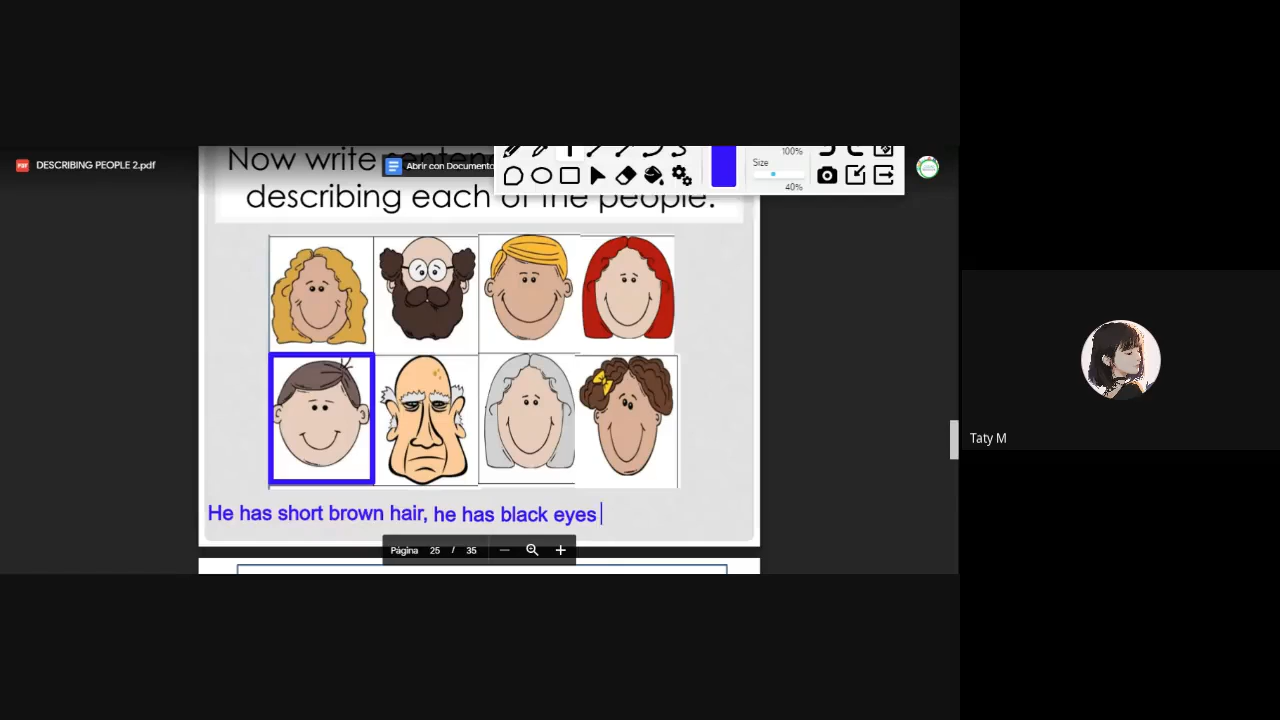 DESCRIBING PEOPLE 2.pdf
Abrir con Documento
Now write
100%
Size
40%
describing each of the people.
He has short brown hair, he has black eyes
Página 25 / 35
Taty M